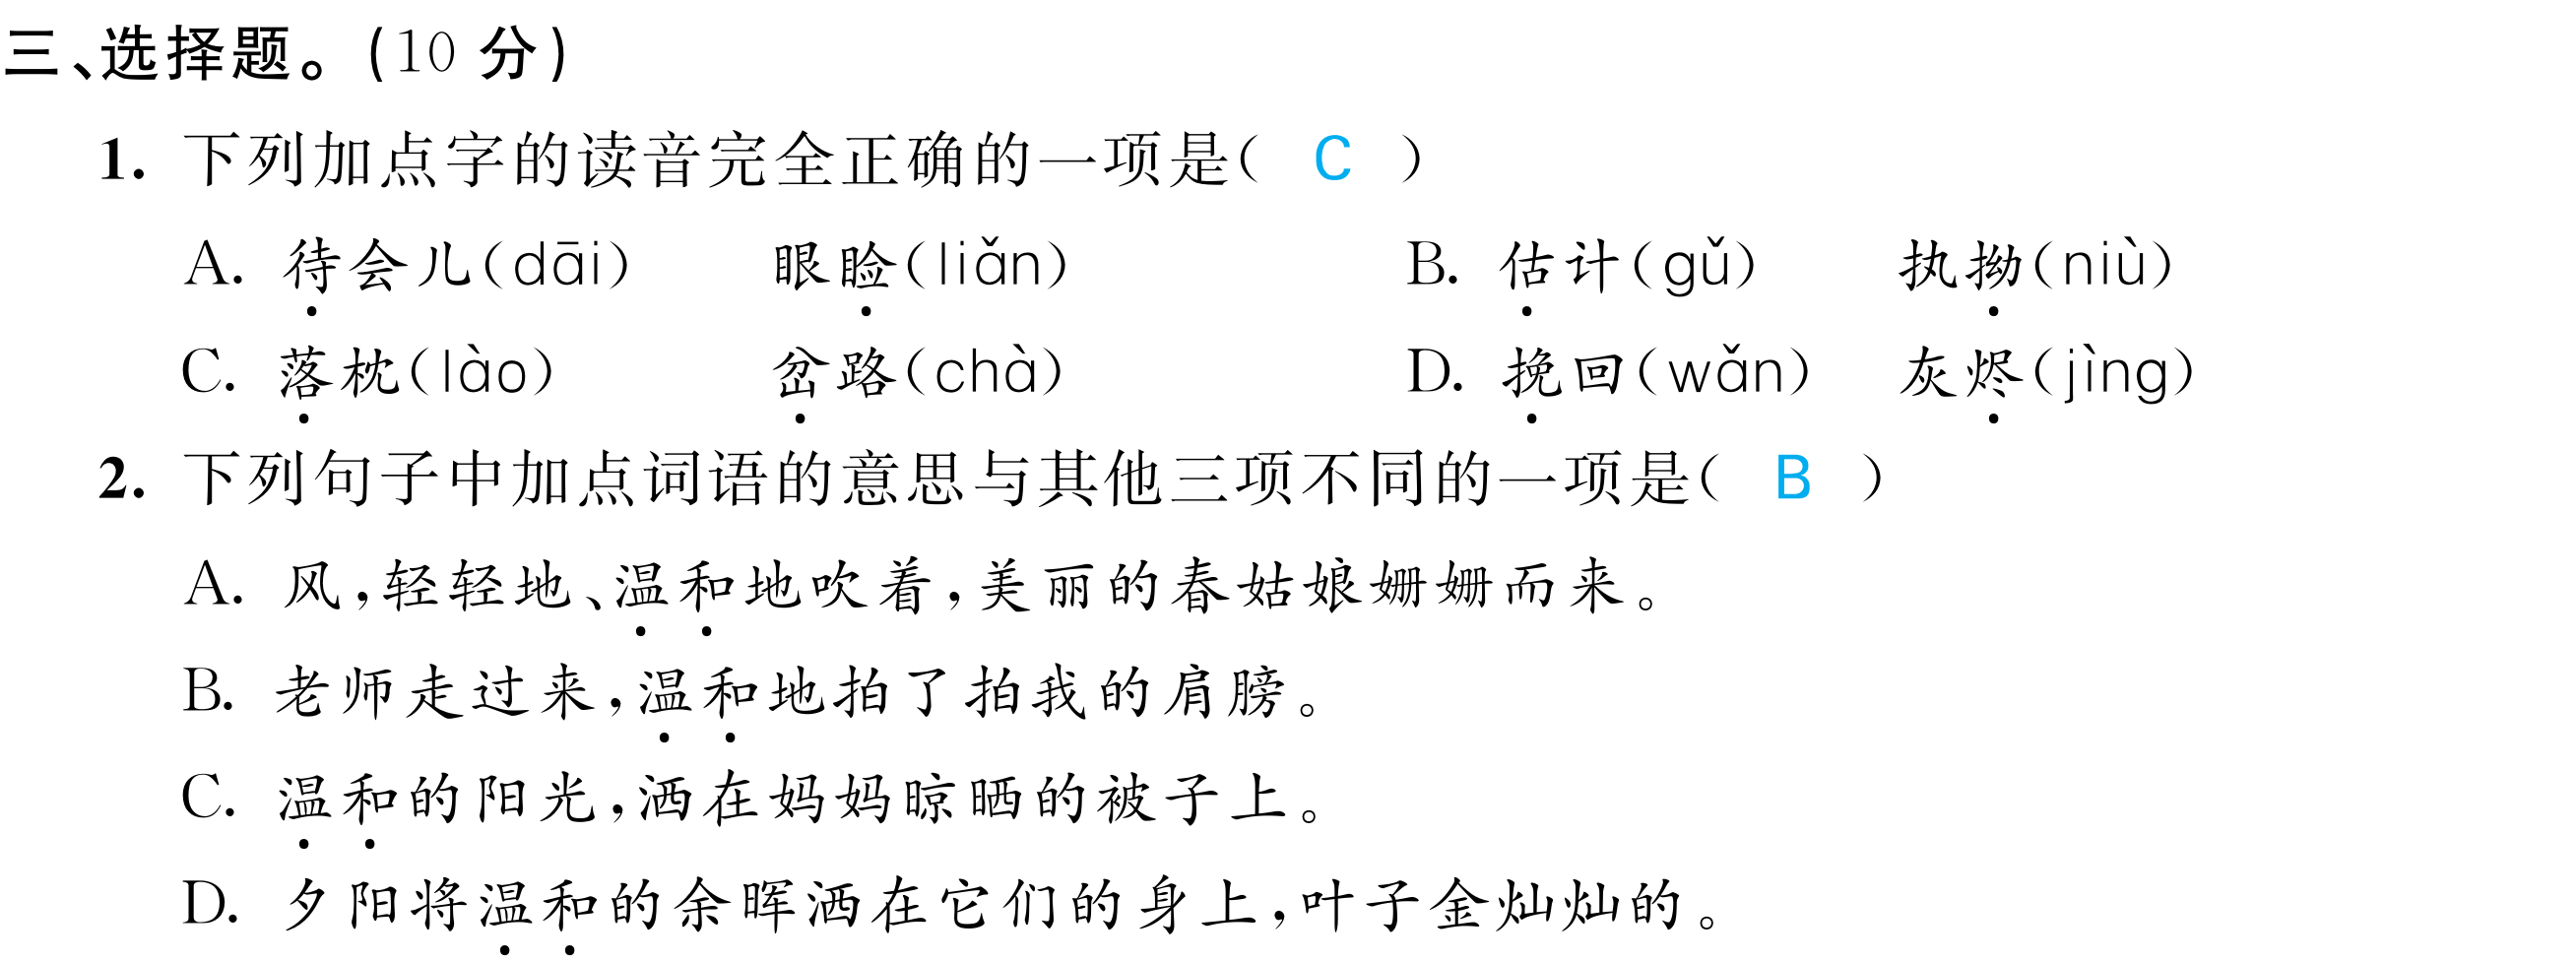 三、选择题。(10 分)
1. 下列加点字的读音完全正确的一项是( C )
A. 待会儿(dāi) 眼睑(liǎn) B. 估计(gǔ) 执拗(niù)
C. 落枕(lào) 岔路(chà) D. 挽回(wǎn) 灰烬(jìng)
2. 下列句子中加点词语的意思与其他三项不同的一项是( B )
A. 风,轻轻地、温和地吹着,美丽的春姑娘姗姗而来。
B. 老师走过来,温和地拍了拍我的肩膀。
C. 温和的阳光,洒在妈妈晾晒的被子上。
D. 夕阳将温和的余晖洒在它们的身上,叶子金灿灿的。